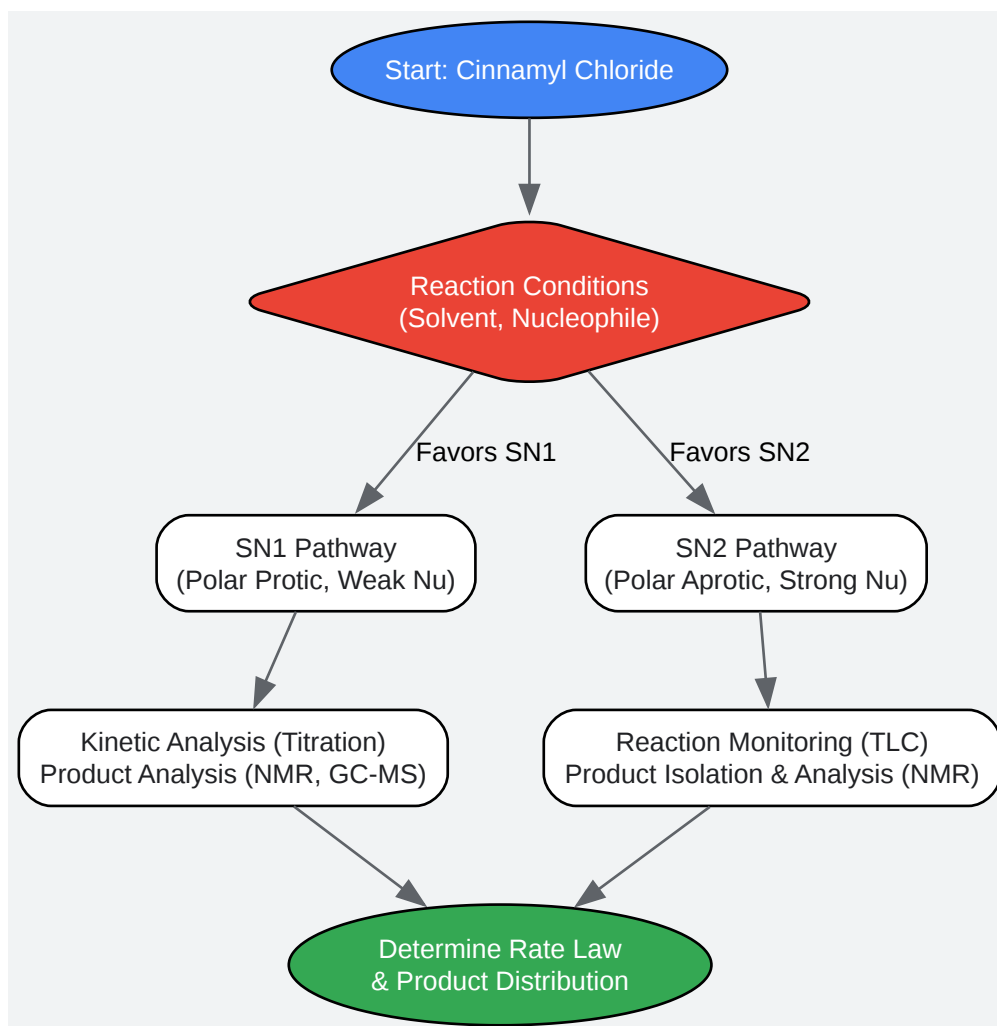 Start: Cinnamyl Chloride
Reaction Conditions
(Solvent, Nucleophile)
Favors SN1
Favors SN2
SN1 Pathway
(Polar Protic, Weak Nu)
SN2 Pathway
(Polar Aprotic, Strong Nu)
Kinetic Analysis (Titration)
Product Analysis (NMR, GC-MS)
Reaction Monitoring (TLC)
Product Isolation & Analysis (NMR)
Determine Rate Law
& Product Distribution